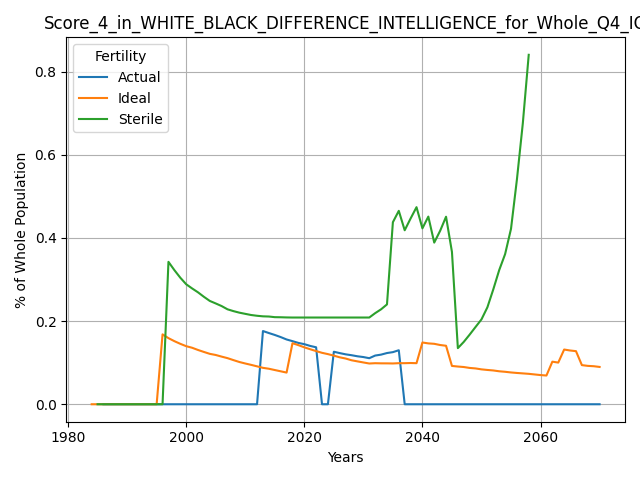 Score_4_in_WHITE_BLACK_DIFFERENCE_INTELLIGENCE_for_Whole_Q4_IC
Fertility
Actual
Ideal
Sterile
% of Whole Population
0.8
0.6
0.4
0.2
0.0
1980 2000 2020 2040 2060
Years